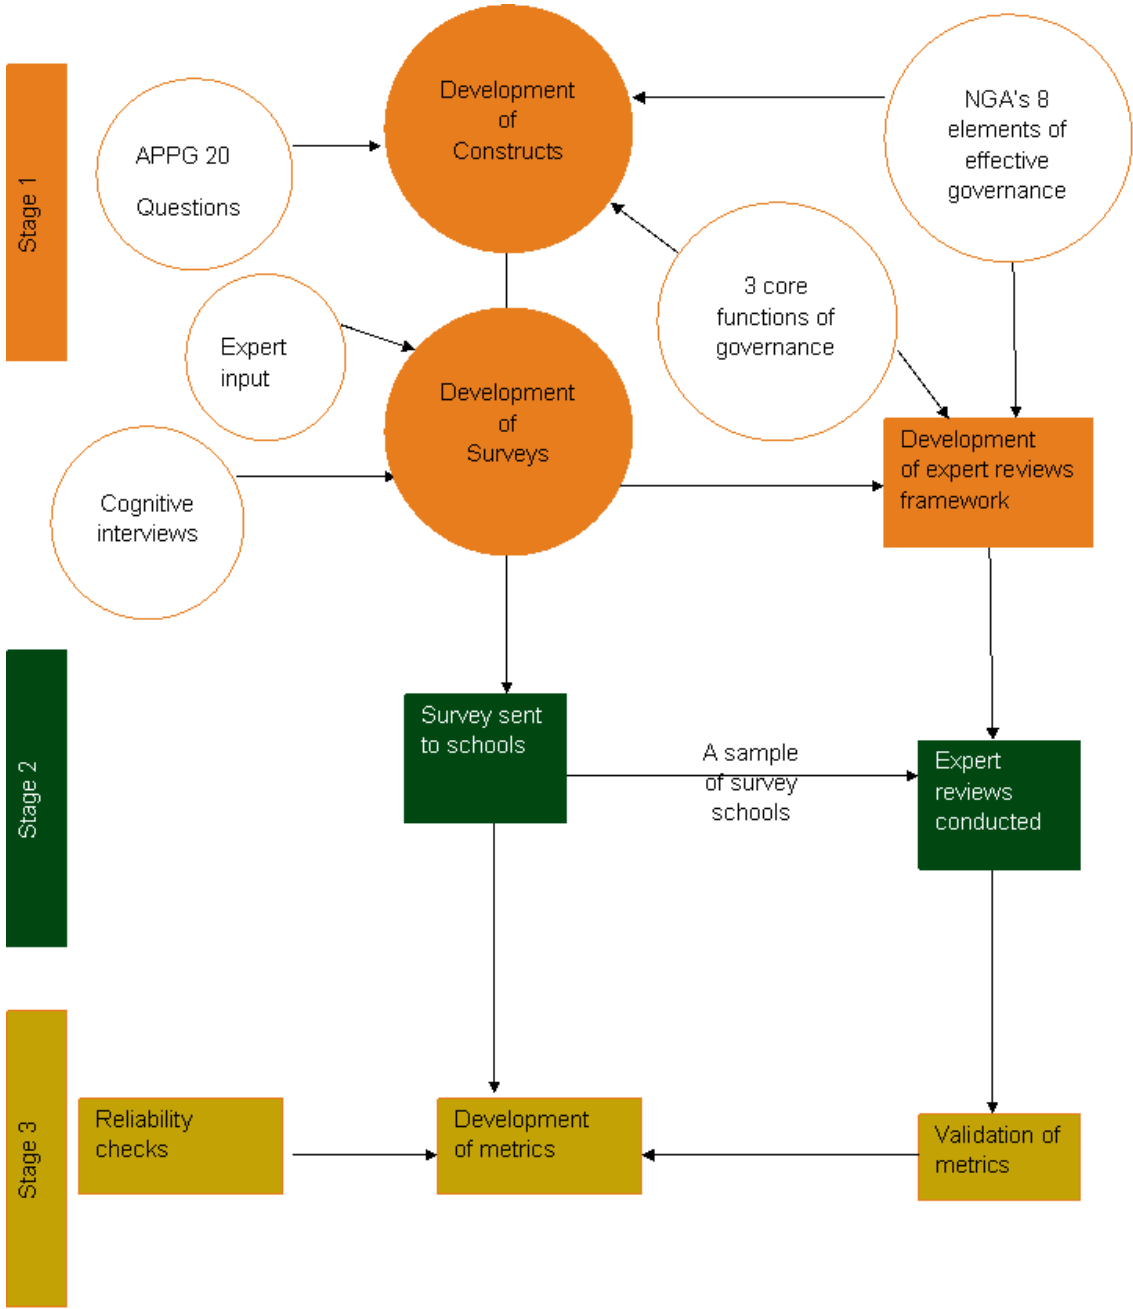 Stage 1
Development
of
Constructs
APPG 20
Questions
NGA's 8
elements of
effective
governance
3 core
functions of
governance
Expert
input
Development
of
Surveys
Cognitive
interviews
Development
of expert reviews
framework
Stage 2
Survey sent
to schools
A sample
of survey
schools
Expert
reviews
conducted
Stage 3
Reliability
checks
Development
of metrics
Validation of
metrics